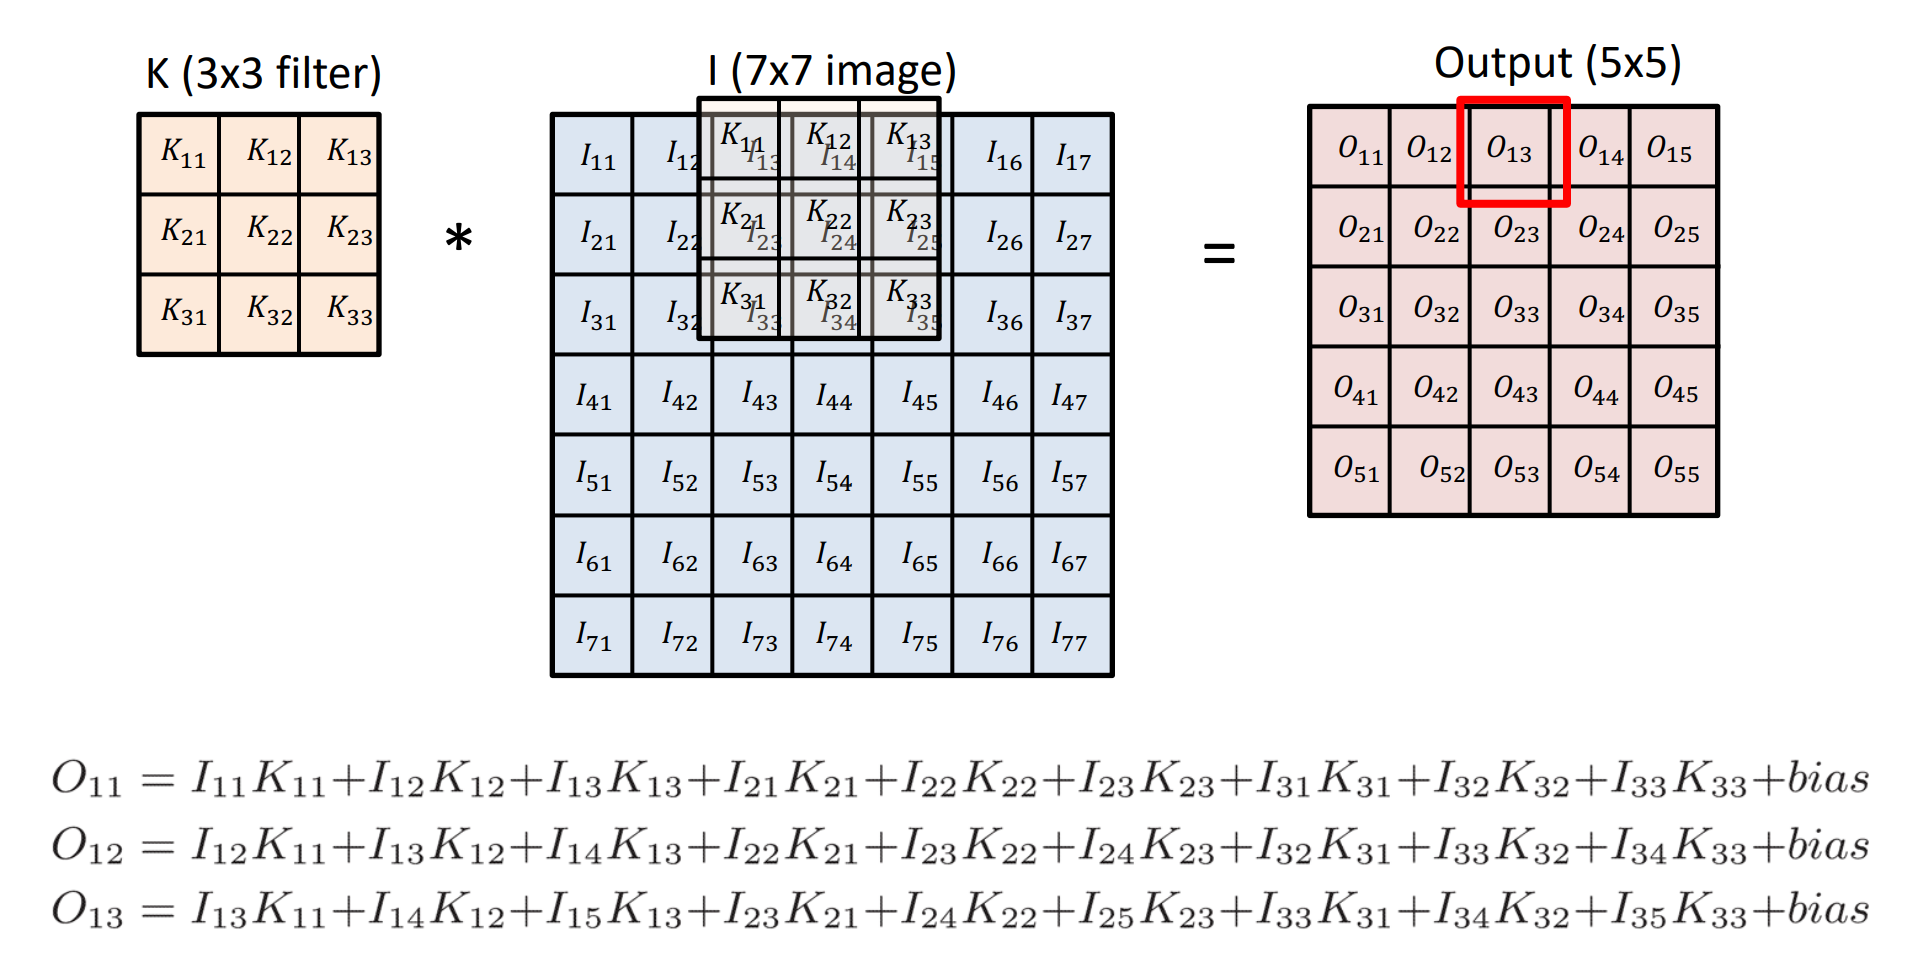 K (3x3 filter)
K₁₁ K₁₂ K₁₃
K₂₁ K₂₂ K₂₃
K₃₁ K₃₂ K₃₃
*
I (7x7 image)
I₁₁ I₁₂ I₁₃ I₁₄ I₁₅ I₁₆ I₁₇
I₂₁ I₂₂ I₂₃ I₂₄ I₂₅ I₂₆ I₂₇
I₃₁ I₃₂ I₃₃ I₃₄ I₃₅ I₃₆ I₃₇
I₄₁ I₄₂ I₄₃ I₄₄ I₄₅ I₄₆ I₄₇
I₅₁ I₅₂ I₅₃ I₅₄ I₅₅ I₅₆ I₅₇
I₆₁ I₆₂ I₆₃ I₆₄ I₆₅ I₆₆ I₆₇
I₇₁ I₇₂ I₇₃ I₇₄ I₇₅ I₇₆ I₇₇
K₁₁ K₁₂ K₁₃
K₂₁ K₂₂ K₂₃
K₃₁ K₃₂ K₃₃
=
Output (5x5)
O₁₁ O₁₂ O₁₃ O₁₄ O₁₅
O₂₁ O₂₂ O₂₃ O₂₄ O₂₅
O₃₁ O₃₂ O₃₃ O₃₄ O₃₅
O₄₁ O₄₂ O₄₃ O₄₄ O₄₅
O₅₁ O₅₂ O₅₃ O₅₄ O₅₅
O₁₁ = I₁₁K₁₁+I₁₂K₁₂+I₁₃K₁₃+I₂₁K₂₁+I₂₂K₂₂+I₂₃K₂₃+I₃₁K₃₁+I₃₂K₃₂+I₃₃K₃₃+bias
O₁₂ = I₁₂K₁₁+I₁₃K₁₂+I₁₄K₁₃+I₂₂K₂₁+I₂₃K₂₂+I₂₄K₂₃+I₃₂K₃₁+I₃₃K₃₂+I₃₄K₃₃+bias
O₁₃ = I₁₃K₁₁+I₁₄K₁₂+I₁₅K₁₃+I₂₃K₂₁+I₂₄K₂₂+I₂₅K₂₃+I₃₃K₃₁+I₃₄K₃₂+I₃₅K₃₃+bias